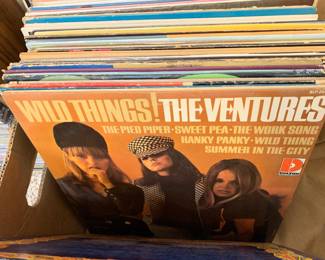 WILD THINGS! THE VENTURES
THE PIED PIPER · SWEET PEA · THE WORK SONG
HANKY PANKY · WILD THING
SUMMER IN THE CITY